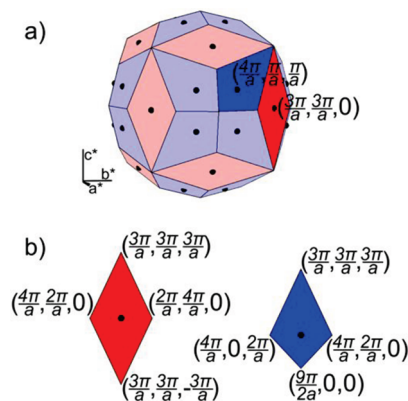 a)
(4π/a, π/a, π/a)
(3π/a, 3π/a, 0)
c*
b*
a*
b)
(3π/a, 3π/a, 3π/a)
(4π/a, 2π/a, 0) (2π/a, 4π/a, 0)
(3π/a, 3π/a, -3π/a)
(3π/a, 3π/a, 3π/a)
(4π/a, 0, 2π/a) (4π/a, 2π/a, 0)
(9π/2a, 0, 0)